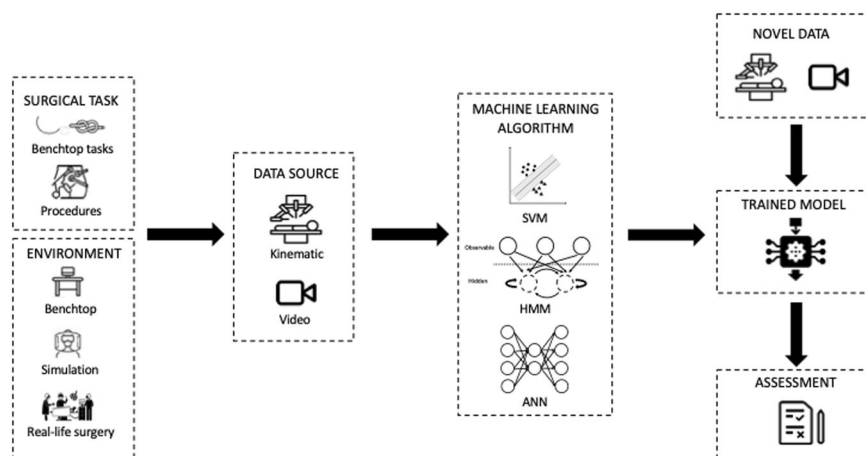 SURGICAL TASK
Benchtop tasks
Procedures
ENVIRONMENT
Benchtop
Simulation
Real-life surgery
DATA SOURCE
Kinematic
Video
MACHINE LEARNING
ALGORITHM
SVM
Observable
Hidden
HMM
ANN
NOVEL DATA
TRAINED MODEL
ASSESSMENT